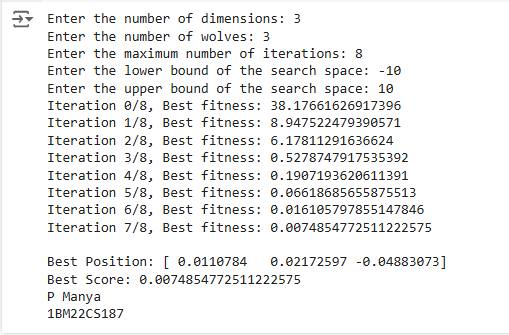 Enter the number of dimensions: 3
Enter the number of wolves: 3
Enter the maximum number of iterations: 8
Enter the lower bound of the search space: -10
Enter the upper bound of the search space: 10
Iteration 0/8, Best fitness: 38.17661626917396
Iteration 1/8, Best fitness: 8.947522479390571
Iteration 2/8, Best fitness: 6.17811291636624
Iteration 3/8, Best fitness: 0.5278747917535392
Iteration 4/8, Best fitness: 0.1907193620611391
Iteration 5/8, Best fitness: 0.06618685655875513
Iteration 6/8, Best fitness: 0.016105797855147846
Iteration 7/8, Best fitness: 0.0074854772511222575

Best Position: [ 0.0110784   0.02172597 -0.04883073]
Best Score: 0.0074854772511222575
P Manya
1BM22CS187